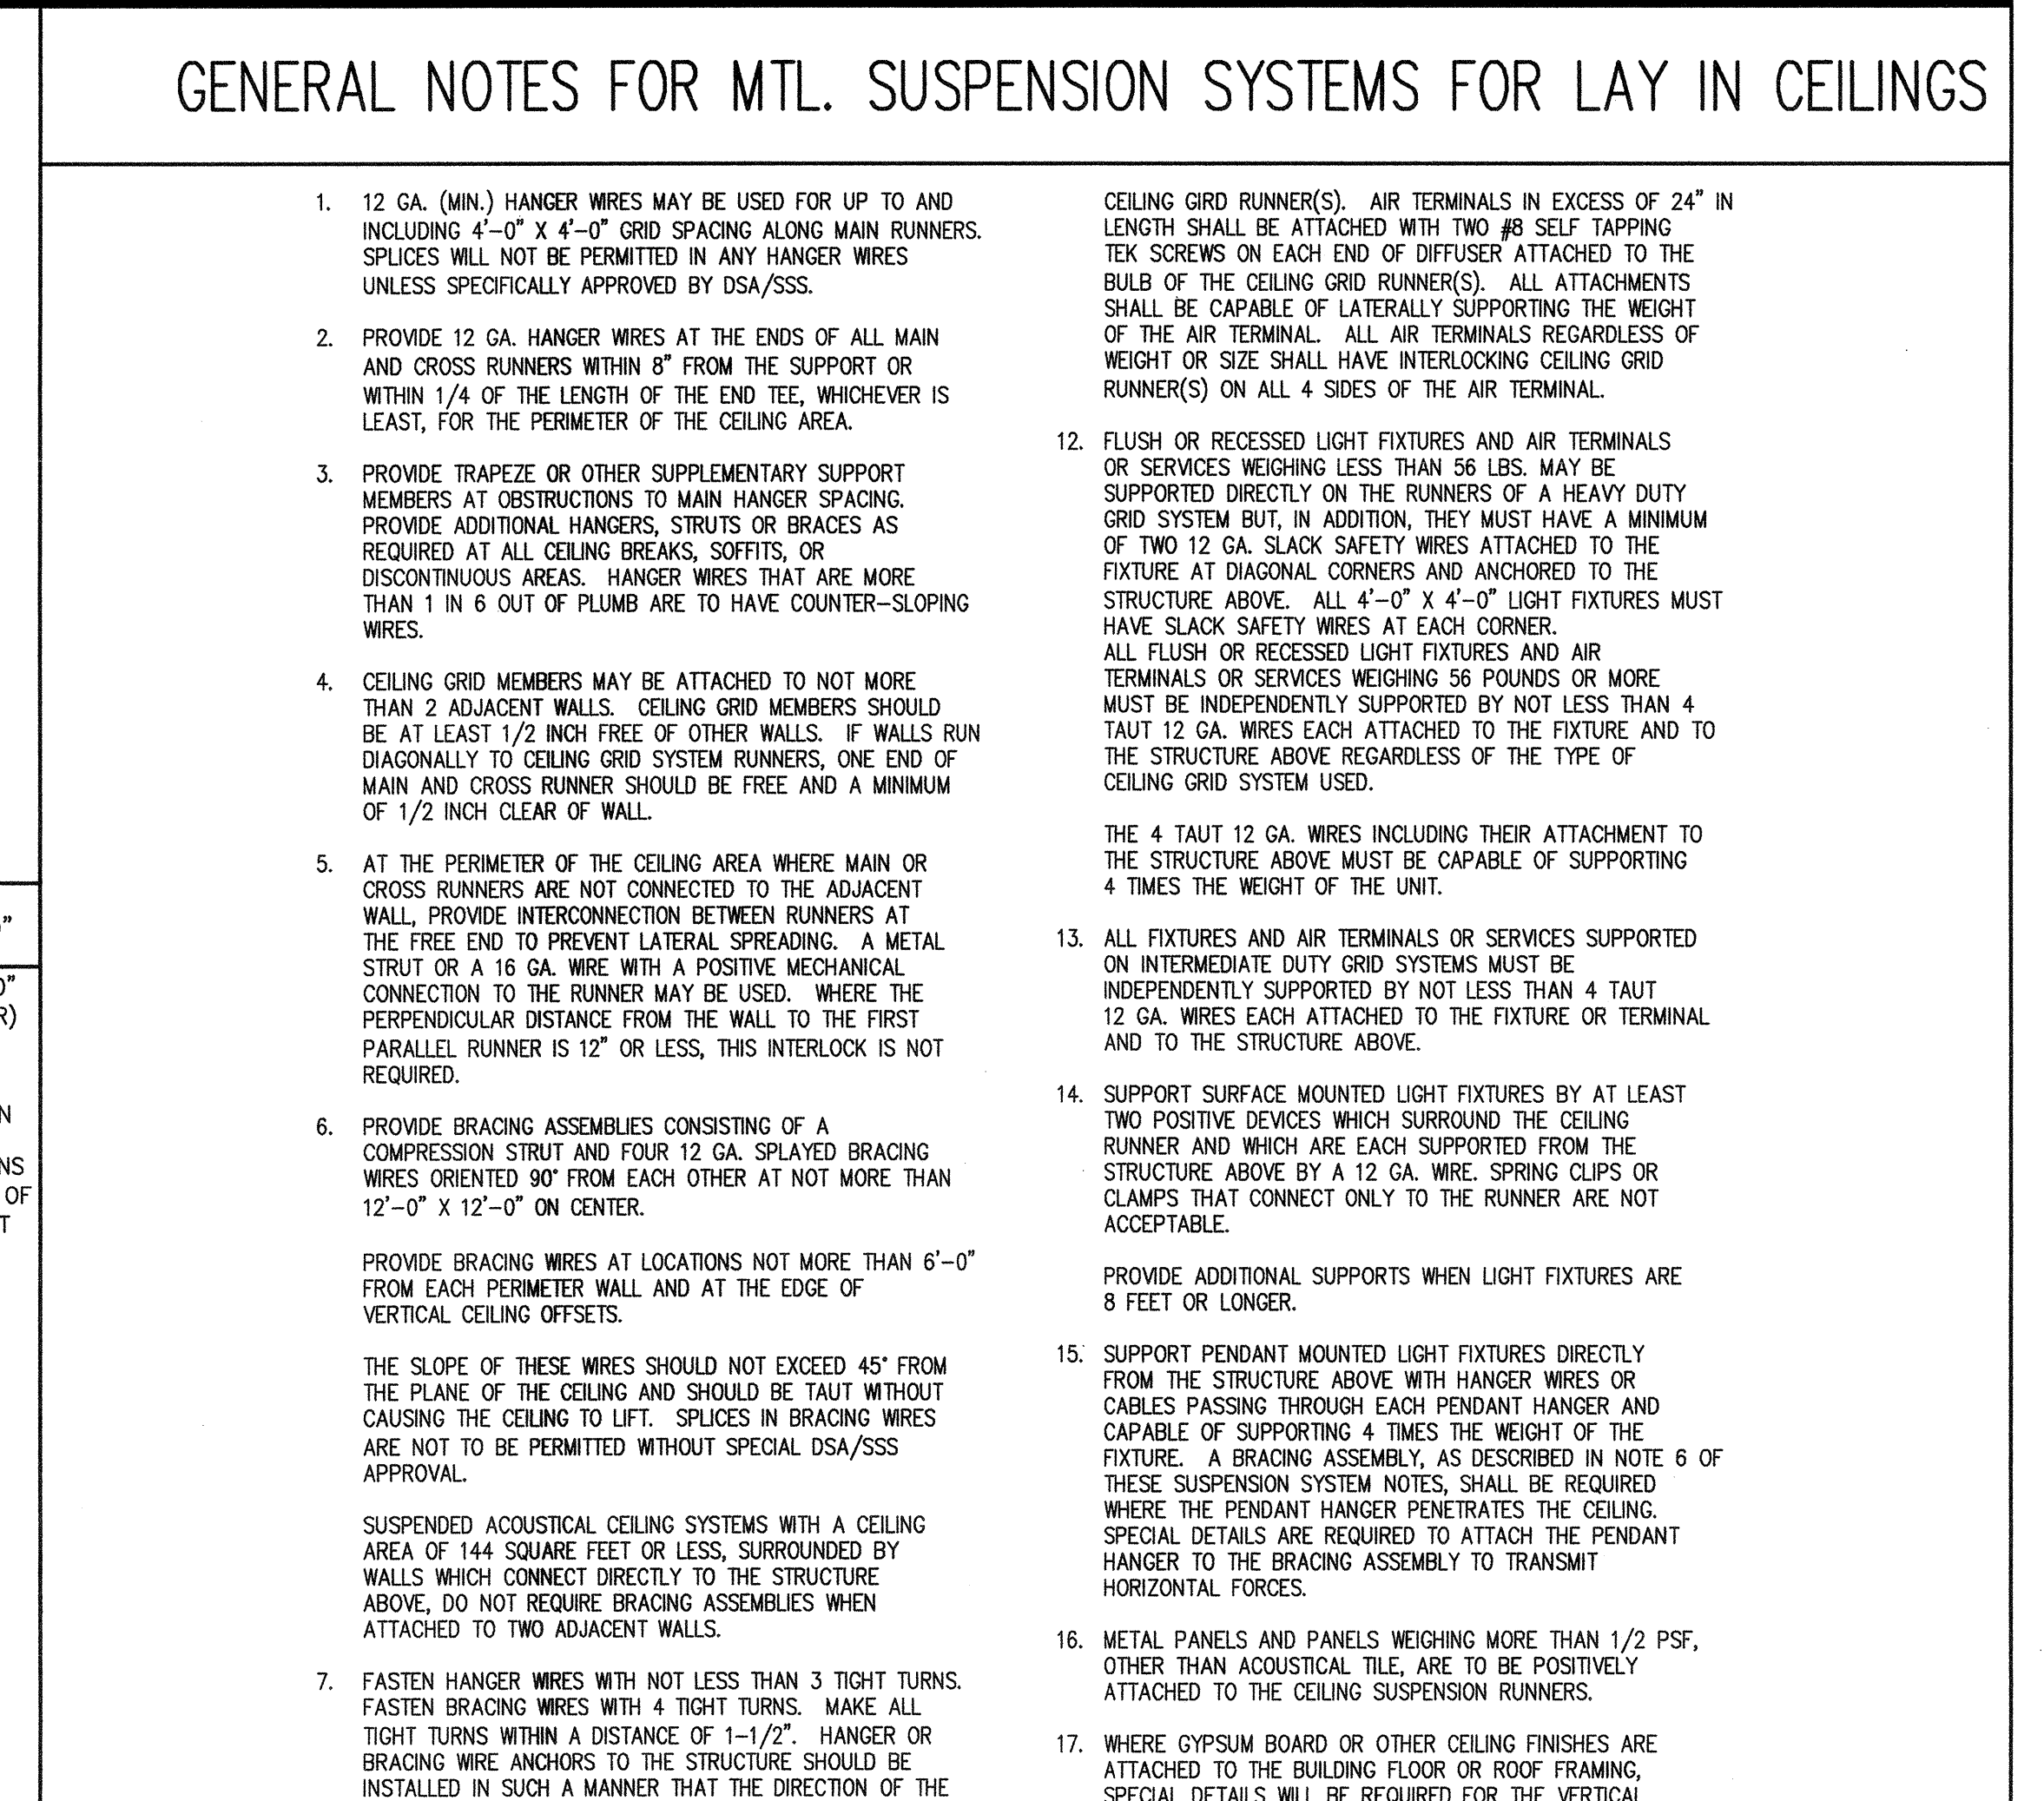 GENERAL NOTES FOR MTL. SUSPENSION SYSTEMS FOR LAY IN CEILINGS
1. 12 GA. (MIN.) HANGER WIRES MAY BE USED FOR UP TO AND
INCLUDING 4'-0" X 4'-0" GRID SPACING ALONG MAIN RUNNERS.
SPLICES WILL NOT BE PERMITTED IN ANY HANGER WIRES
UNLESS SPECIFICALLY APPROVED BY DSA/SSS.
2. PROVIDE 12 GA. HANGER WIRES AT THE ENDS OF ALL MAIN
AND CROSS RUNNERS WITHIN 8" FROM THE SUPPORT OR
WITHIN 1/4 OF THE LENGTH OF THE END TEE, WHICHEVER IS
LEAST, FOR THE PERIMETER OF THE CEILING AREA.
3. PROVIDE TRAPEZE OR OTHER SUPPLEMENTARY SUPPORT
MEMBERS AT OBSTRUCTIONS TO MAIN HANGER SPACING.
PROVIDE ADDITIONAL HANGERS, STRUTS OR BRACES AS
REQUIRED AT ALL CEILING BREAKS, SOFFITS, OR
DISCONTINUOUS AREAS. HANGER WIRES THAT ARE MORE
THAN 1 IN 6 OUT OF PLUMB ARE TO HAVE COUNTER-SLOPING
WIRES.
4. CEILING GRID MEMBERS MAY BE ATTACHED TO NOT MORE
THAN 2 ADJACENT WALLS. CEILING GRID MEMBERS SHOULD
BE AT LEAST 1/2 INCH FREE OF OTHER WALLS. IF WALLS RUN
DIAGONALLY TO CEILING GRID SYSTEM RUNNERS, ONE END OF
MAIN AND CROSS RUNNER SHOULD BE FREE AND A MINIMUM
OF 1/2 INCH CLEAR OF WALL.
5. AT THE PERIMETER OF THE CEILING AREA WHERE MAIN OR
CROSS RUNNERS ARE NOT CONNECTED TO THE ADJACENT
WALL, PROVIDE INTERCONNECTION BETWEEN RUNNERS AT
THE FREE END TO PREVENT LATERAL SPREADING. A METAL
STRUT OR A 16 GA. WIRE WITH A POSITIVE MECHANICAL
CONNECTION TO THE RUNNER MAY BE USED. WHERE THE
PERPENDICULAR DISTANCE FROM THE WALL TO THE FIRST
PARALLEL RUNNER IS 12" OR LESS, THIS INTERLOCK IS NOT
REQUIRED.
6. PROVIDE BRACING ASSEMBLIES CONSISTING OF A
COMPRESSION STRUT AND FOUR 12 GA. SPLAYED BRACING
WIRES ORIENTED 90° FROM EACH OTHER AT NOT MORE THAN
12'-0" X 12'-0" ON CENTER.
PROVIDE BRACING WIRES AT LOCATIONS NOT MORE THAN 6'-0"
FROM EACH PERIMETER WALL AND AT THE EDGE OF
VERTICAL CEILING OFFSETS.
THE SLOPE OF THESE WIRES SHOULD NOT EXCEED 45° FROM
THE PLANE OF THE CEILING AND SHOULD BE TAUT WITHOUT
CAUSING THE CEILING TO LIFT. SPLICES IN BRACING WIRES
ARE NOT TO BE PERMITTED WITHOUT SPECIAL DSA/SSS
APPROVAL.
SUSPENDED ACOUSTICAL CEILING SYSTEMS WITH A CEILING
AREA OF 144 SQUARE FEET OR LESS, SURROUNDED BY
WALLS WHICH CONNECT DIRECTLY TO THE STRUCTURE
ABOVE, DO NOT REQUIRE BRACING ASSEMBLIES WHEN
ATTACHED TO TWO ADJACENT WALLS.
7. FASTEN HANGER WIRES WITH NOT LESS THAN 3 TIGHT TURNS.
FASTEN BRACING WIRES WITH 4 TIGHT TURNS. MAKE ALL
TIGHT TURNS WITHIN A DISTANCE OF 1-1/2". HANGER OR
BRACING WIRE ANCHORS TO THE STRUCTURE SHOULD BE
INSTALLED IN SUCH A MANNER THAT THE DIRECTION OF THE
CEILING GIRD RUNNER(S). AIR TERMINALS IN EXCESS OF 24" IN
LENGTH SHALL BE ATTACHED WITH TWO #8 SELF TAPPING
TEK SCREWS ON EACH END OF DIFFUSER ATTACHED TO THE
BULB OF THE CEILING GRID RUNNER(S). ALL ATTACHMENTS
SHALL BE CAPABLE OF LATERALLY SUPPORTING THE WEIGHT
OF THE AIR TERMINAL. ALL AIR TERMINALS REGARDLESS OF
WEIGHT OR SIZE SHALL HAVE INTERLOCKING CEILING GRID
RUNNER(S) ON ALL 4 SIDES OF THE AIR TERMINAL.
12. FLUSH OR RECESSED LIGHT FIXTURES AND AIR TERMINALS
OR SERVICES WEIGHING LESS THAN 56 LBS. MAY BE
SUPPORTED DIRECTLY ON THE RUNNERS OF A HEAVY DUTY
GRID SYSTEM BUT, IN ADDITION, THEY MUST HAVE A MINIMUM
OF TWO 12 GA. SLACK SAFETY WIRES ATTACHED TO THE
FIXTURE AT DIAGONAL CORNERS AND ANCHORED TO THE
STRUCTURE ABOVE. ALL 4'-0" X 4'-0" LIGHT FIXTURES MUST
HAVE SLACK SAFETY WIRES AT EACH CORNER.
ALL FLUSH OR RECESSED LIGHT FIXTURES AND AIR
TERMINALS OR SERVICES WEIGHING 56 POUNDS OR MORE
MUST BE INDEPENDENTLY SUPPORTED BY NOT LESS THAN 4
TAUT 12 GA. WIRES EACH ATTACHED TO THE FIXTURE AND TO
THE STRUCTURE ABOVE REGARDLESS OF THE TYPE OF
CEILING GRID SYSTEM USED.
THE 4 TAUT 12 GA. WIRES INCLUDING THEIR ATTACHMENT TO
THE STRUCTURE ABOVE MUST BE CAPABLE OF SUPPORTING
4 TIMES THE WEIGHT OF THE UNIT.
13. ALL FIXTURES AND AIR TERMINALS OR SERVICES SUPPORTED
ON INTERMEDIATE DUTY GRID SYSTEMS MUST BE
INDEPENDENTLY SUPPORTED BY NOT LESS THAN 4 TAUT
12 GA. WIRES EACH ATTACHED TO THE FIXTURE OR TERMINAL
AND TO THE STRUCTURE ABOVE.
14. SUPPORT SURFACE MOUNTED LIGHT FIXTURES BY AT LEAST
TWO POSITIVE DEVICES WHICH SURROUND THE CEILING
RUNNER AND WHICH ARE EACH SUPPORTED FROM THE
STRUCTURE ABOVE BY A 12 GA. WIRE. SPRING CLIPS OR
CLAMPS THAT CONNECT ONLY TO THE RUNNER ARE NOT
ACCEPTABLE.
PROVIDE ADDITIONAL SUPPORTS WHEN LIGHT FIXTURES ARE
8 FEET OR LONGER.
15. SUPPORT PENDANT MOUNTED LIGHT FIXTURES DIRECTLY
FROM THE STRUCTURE ABOVE WITH HANGER WIRES OR
CABLES PASSING THROUGH EACH PENDANT HANGER AND
CAPABLE OF SUPPORTING 4 TIMES THE WEIGHT OF THE
FIXTURE. A BRACING ASSEMBLY, AS DESCRIBED IN NOTE 6 OF
THESE SUSPENSION SYSTEM NOTES, SHALL BE REQUIRED
WHERE THE PENDANT HANGER PENETRATES THE CEILING.
SPECIAL DETAILS ARE REQUIRED TO ATTACH THE PENDANT
HANGER TO THE BRACING ASSEMBLY TO TRANSMIT
HORIZONTAL FORCES.
16. METAL PANELS AND PANELS WEIGHING MORE THAN 1/2 PSF,
OTHER THAN ACOUSTICAL TILE, ARE TO BE POSITIVELY
ATTACHED TO THE CEILING SUSPENSION RUNNERS.
17. WHERE GYPSUM BOARD OR OTHER CEILING FINISHES ARE
ATTACHED TO THE BUILDING FLOOR OR ROOF FRAMING,
SPECIAL DETAILS WILL BE REQUIRED FOR THE VERTICAL